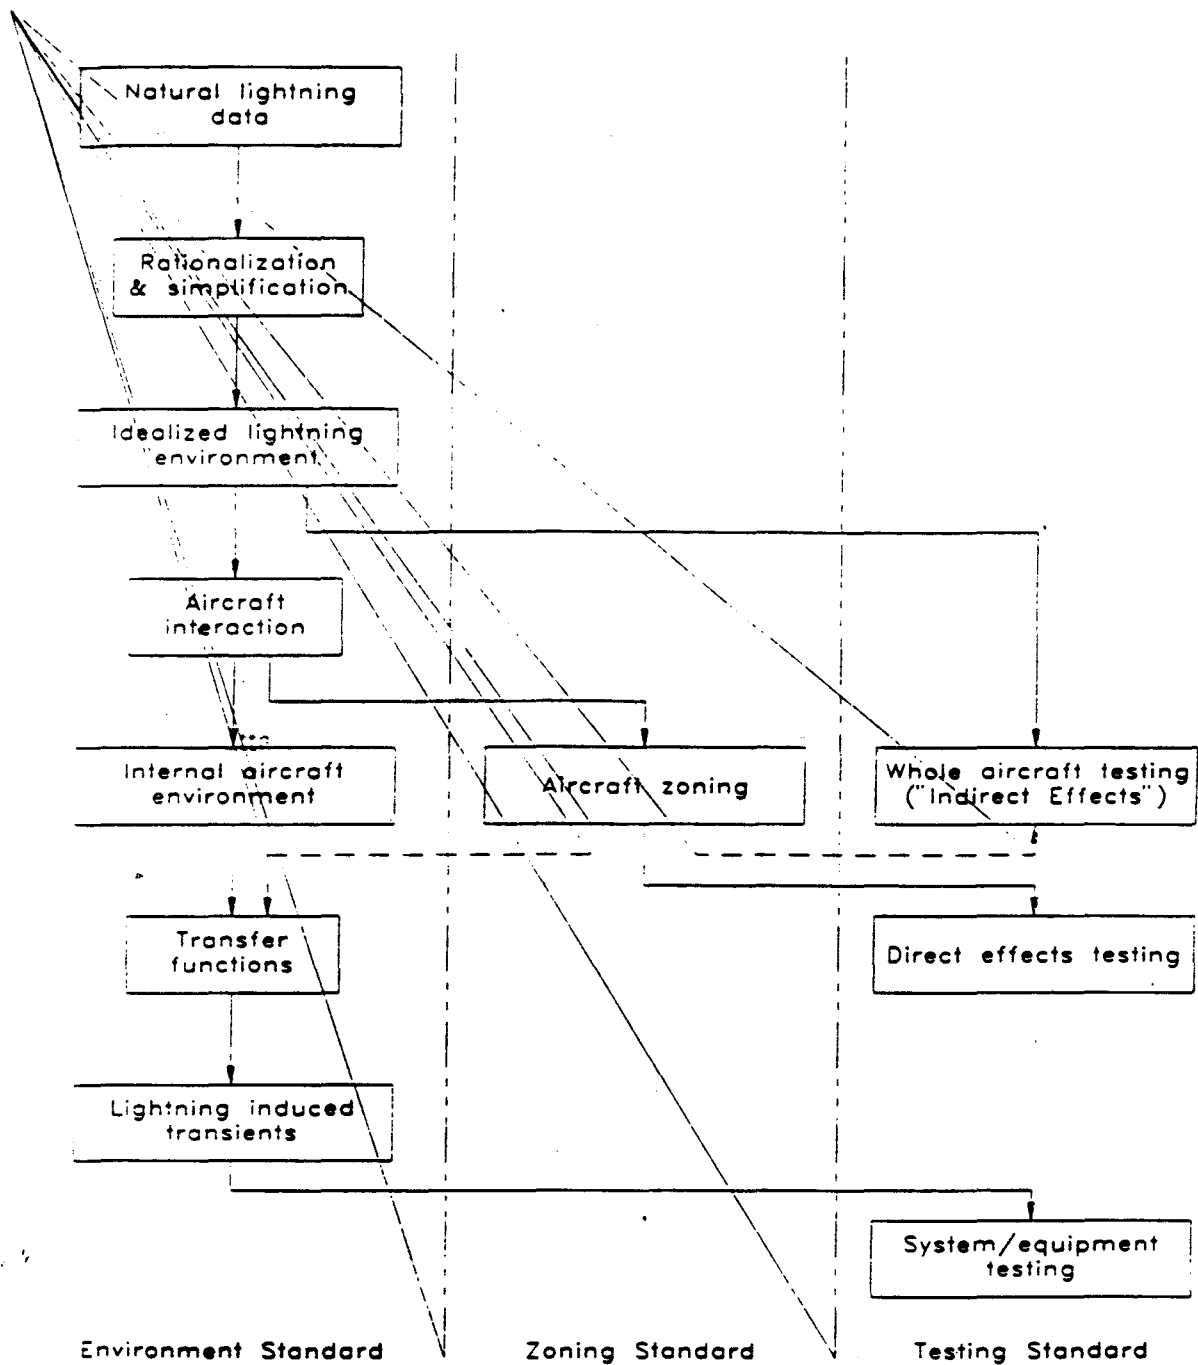 Natural lightning
data
Rationalization
& simplification
Idealized lightning
environment
Aircraft
interaction
Internal aircraft
environment
Aircraft zoning
Whole aircraft testing
("Indirect Effects")
Transfer
functions
Direct effects testing
Lightning induced
transients
System/equipment
testing
Environment Standard
Zoning Standard
Testing Standard